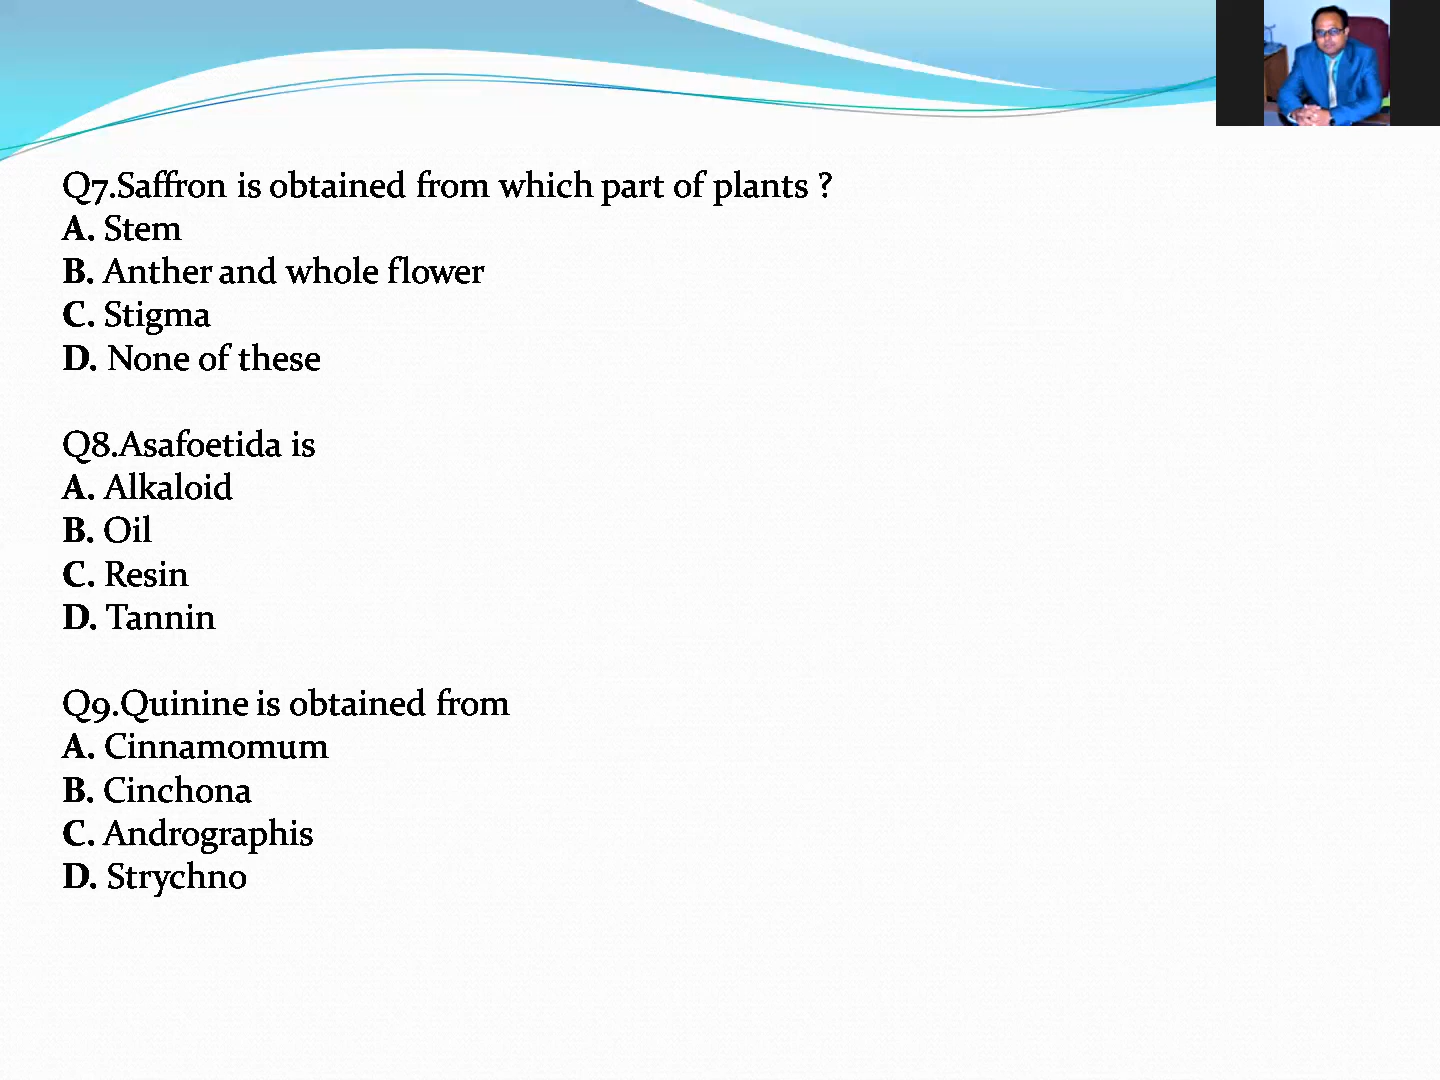 Q7.Saffron is obtained from which part of plants ?
A. Stem
B. Anther and whole flower
C. Stigma
D. None of these
Q8.Asafoetida is
A. Alkaloid
B. Oil
C. Resin
D. Tannin
Q9.Quinine is obtained from
A. Cinnamomum
B. Cinchona
C. Andrographis
D. Strychno